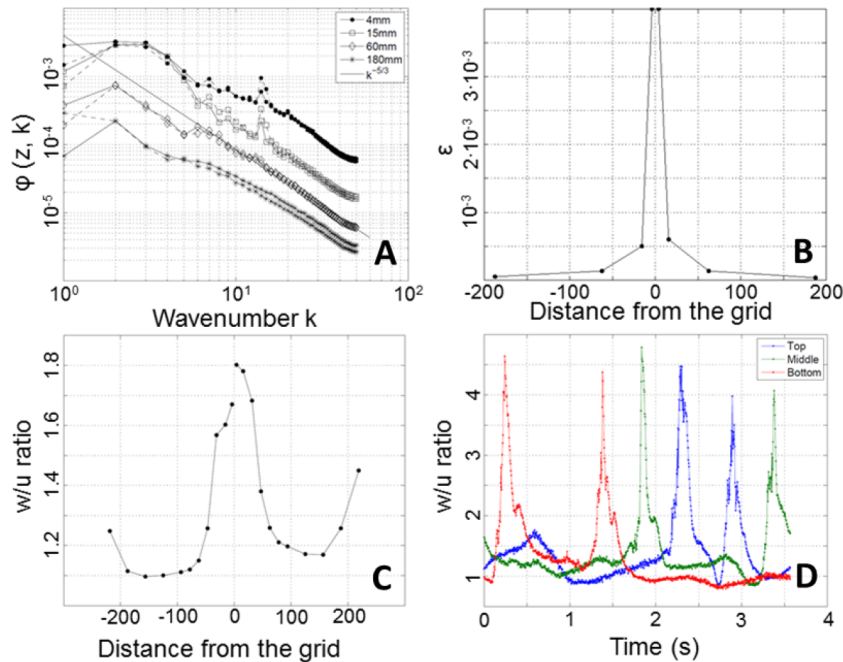 4mm
15mm
60mm
180mm
k^-5/3
10^-3
10^-4
10^-5
φ (z, k)
A
10^0
10^1
10^2
Wavenumber k
3·10^-3
2·10^-3
10^-3
ε
B
-200 -100 0 100 200
Distance from the grid
1.8
1.6
1.4
1.2
w/u ratio
C
-200 -100 0 100 200
Distance from the grid
Top
Middle
Bottom
4
3
2
1
w/u ratio
D
0 1 2 3 4
Time (s)